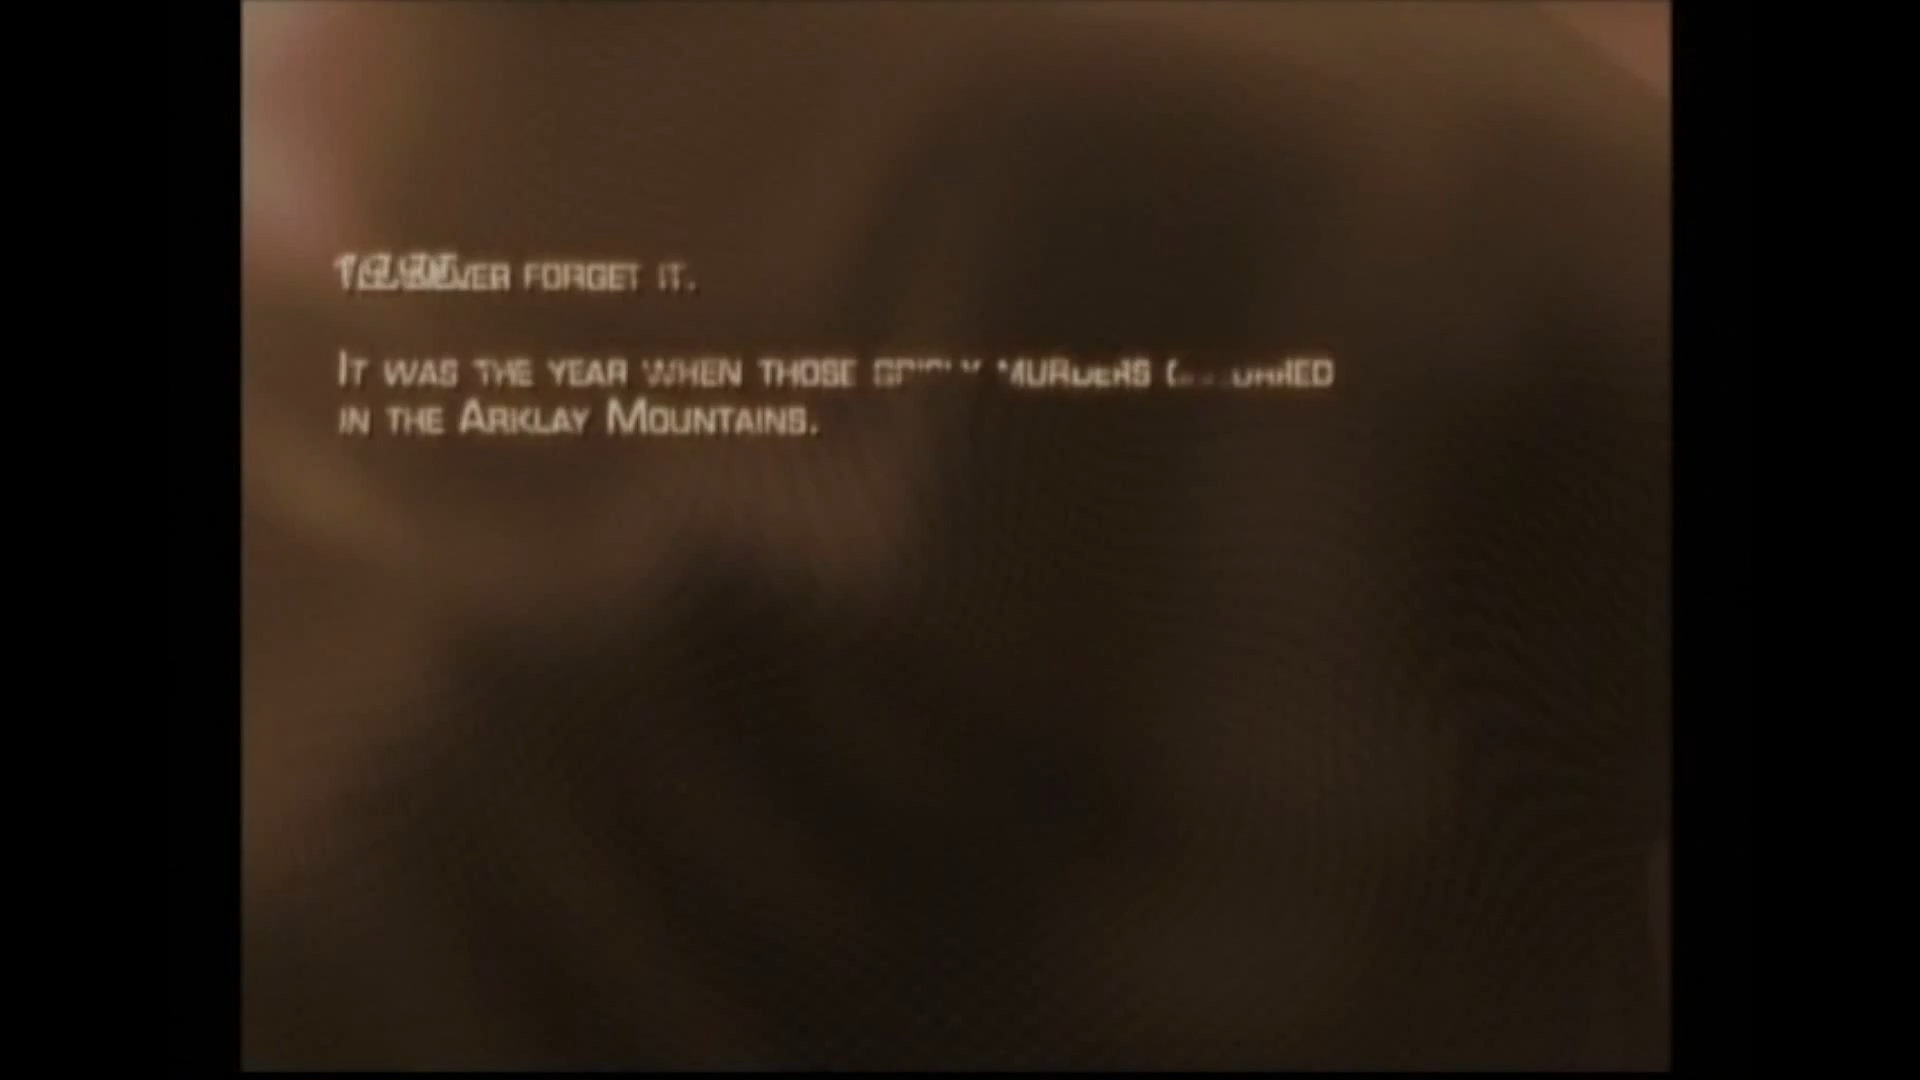 FORGET IT.
IT WAS THE YEAR WHEN THOSE MURDERS
IN THE ARKLAY MOUNTAINS.